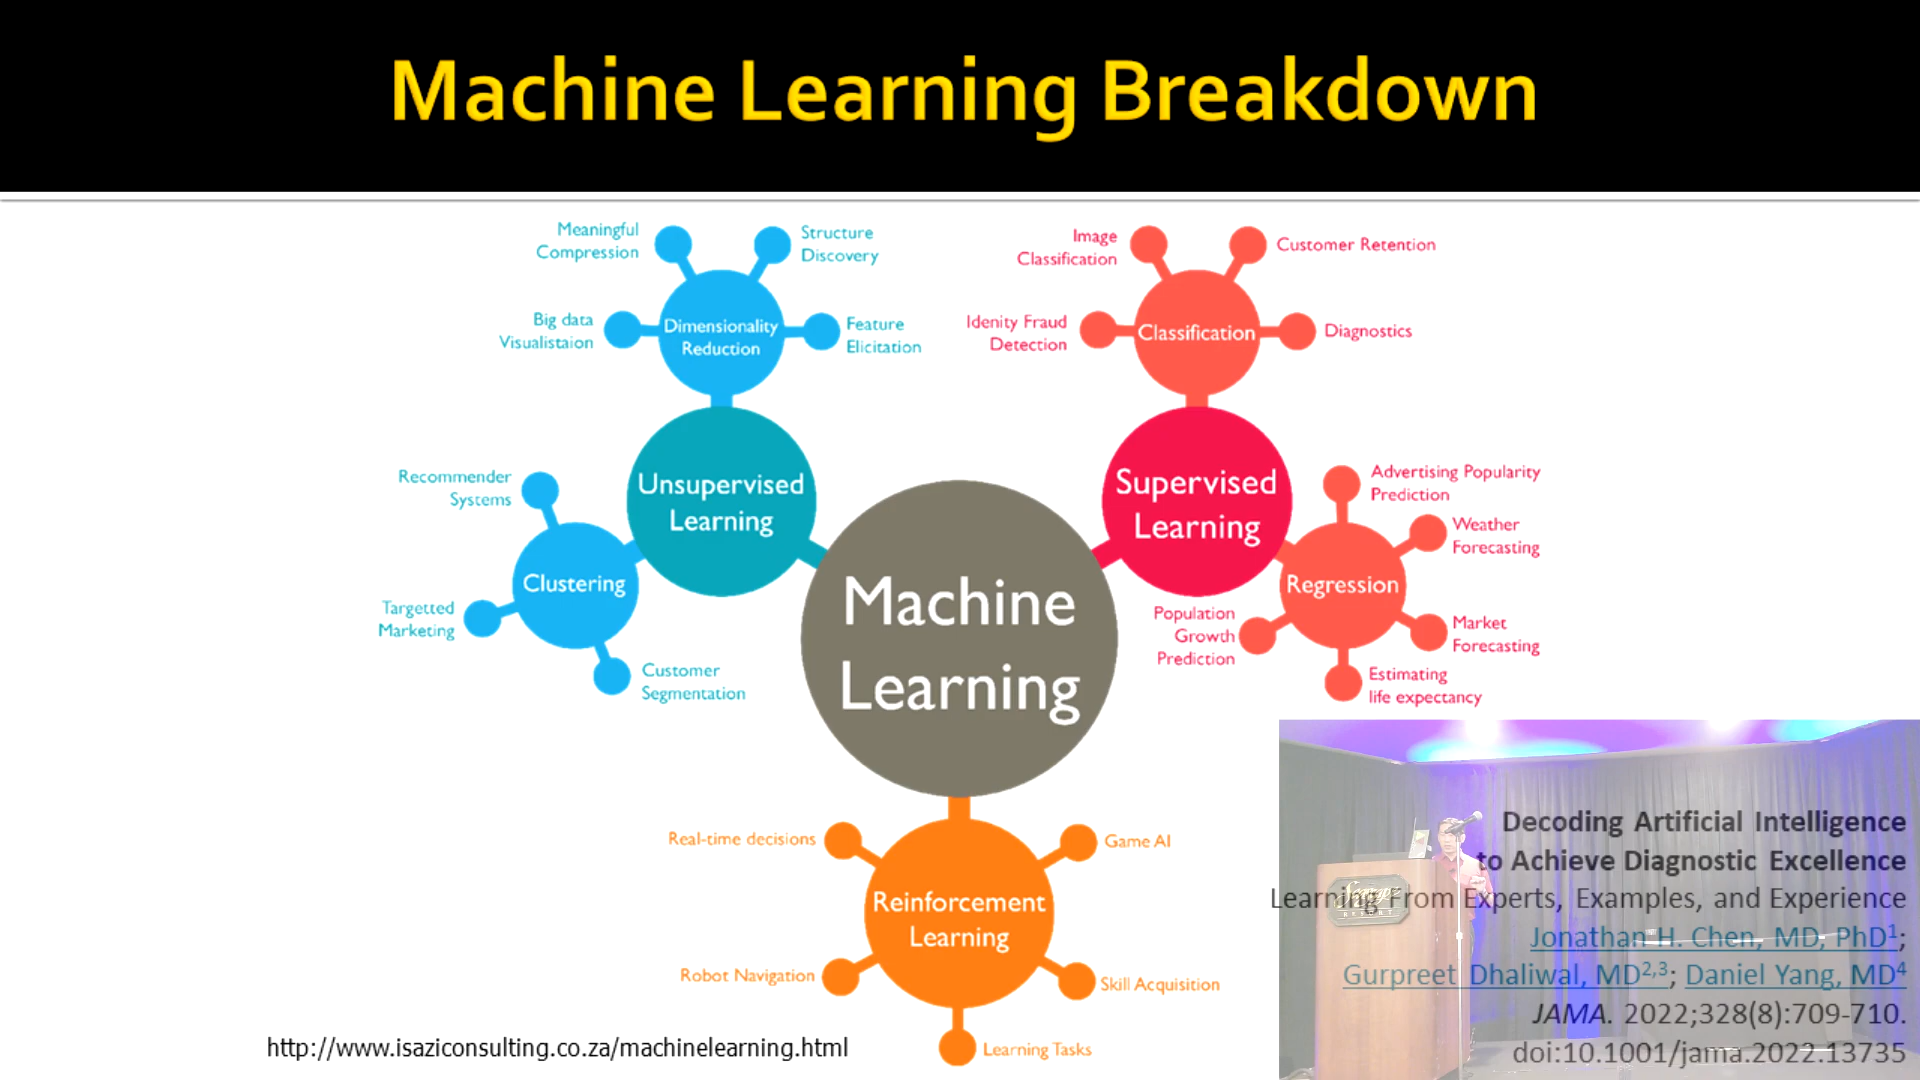 Machine Learning Breakdown
Meaningful
Compression
Structure
Discovery
Big data
Visualistaion
Dimensionality
Reduction
Feature
Elicitation
Image
Classification
Customer Retention
Idenity Fraud
Detection
Classification
Diagnostics
Recommender
Systems
Unsupervised
Learning
Clustering
Targetted
Marketing
Customer
Segmentation
Supervised
Learning
Advertising Popularity
Prediction
Weather
Forecasting
Regression
Population
Growth
Prediction
Market
Forecasting
Estimating
life expectancy
Machine
Learning
Real-time decisions
Game AI
Reinforcement
Learning
Robot Navigation
Skill Acquisition
Learning Tasks
http://www.isaziconsulting.co.za/machinelearning.html
Decoding Artificial Intelligence
to Achieve Diagnostic Excellence
Learning From Experts, Examples, and Experience
Jonathan H. Chen, MD, PhD¹;
Gurpreet Dhaliwal, MD²,³; Daniel Yang, MD⁴
JAMA. 2022;328(8):709-710.
doi:10.1001/jama.2022.13735